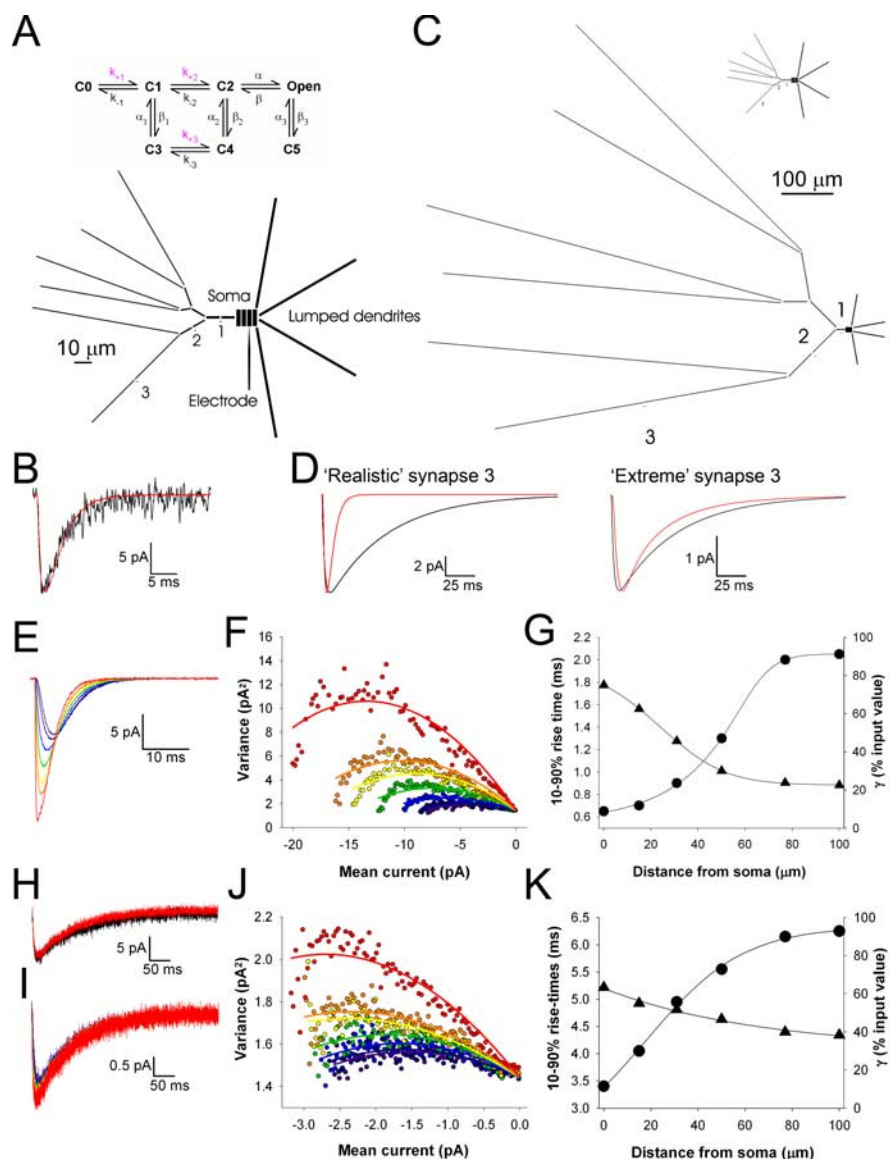 A
C
k+1 k+2 α
C0 C1 C2 Open
k-1 k-2 β
α1 β1 α2 β2 α3 β3
k+3
C3 C4 C5
k-3
100 µm
Soma
Lumped dendrites
10 µm
1
2
3
Electrode
1
2
3
B
D 'Realistic' synapse 3 'Extreme' synapse 3
5 pA
5 ms
2 pA
25 ms
1 pA
25 ms
E
5 pA
10 ms
F
Variance (pA²)
16
14
12
10
8
6
4
2
0
-20 -15 -10 -5 0
Mean current (pA)
G
10-90% rise time (ms)
2.2
2.0
1.8
1.6
1.4
1.2
1.0
0.8
0.6
100
80
60
40
20
0
γ (% input value)
0 20 40 60 80 100
Distance from soma (µm)
H
5 pA
50 ms
I
0.5 pA
50 ms
J
Variance (pA²)
2.2
2.0
1.8
1.6
1.4
-3.0 -2.5 -2.0 -1.5 -1.0 -0.5 0.0
Mean current (pA)
K
10-90% rise-times (ms)
6.5
6.0
5.5
5.0
4.5
4.0
3.5
3.0
100
80
60
40
20
0
γ (% input value)
0 20 40 60 80 100
Distance from soma (µm)